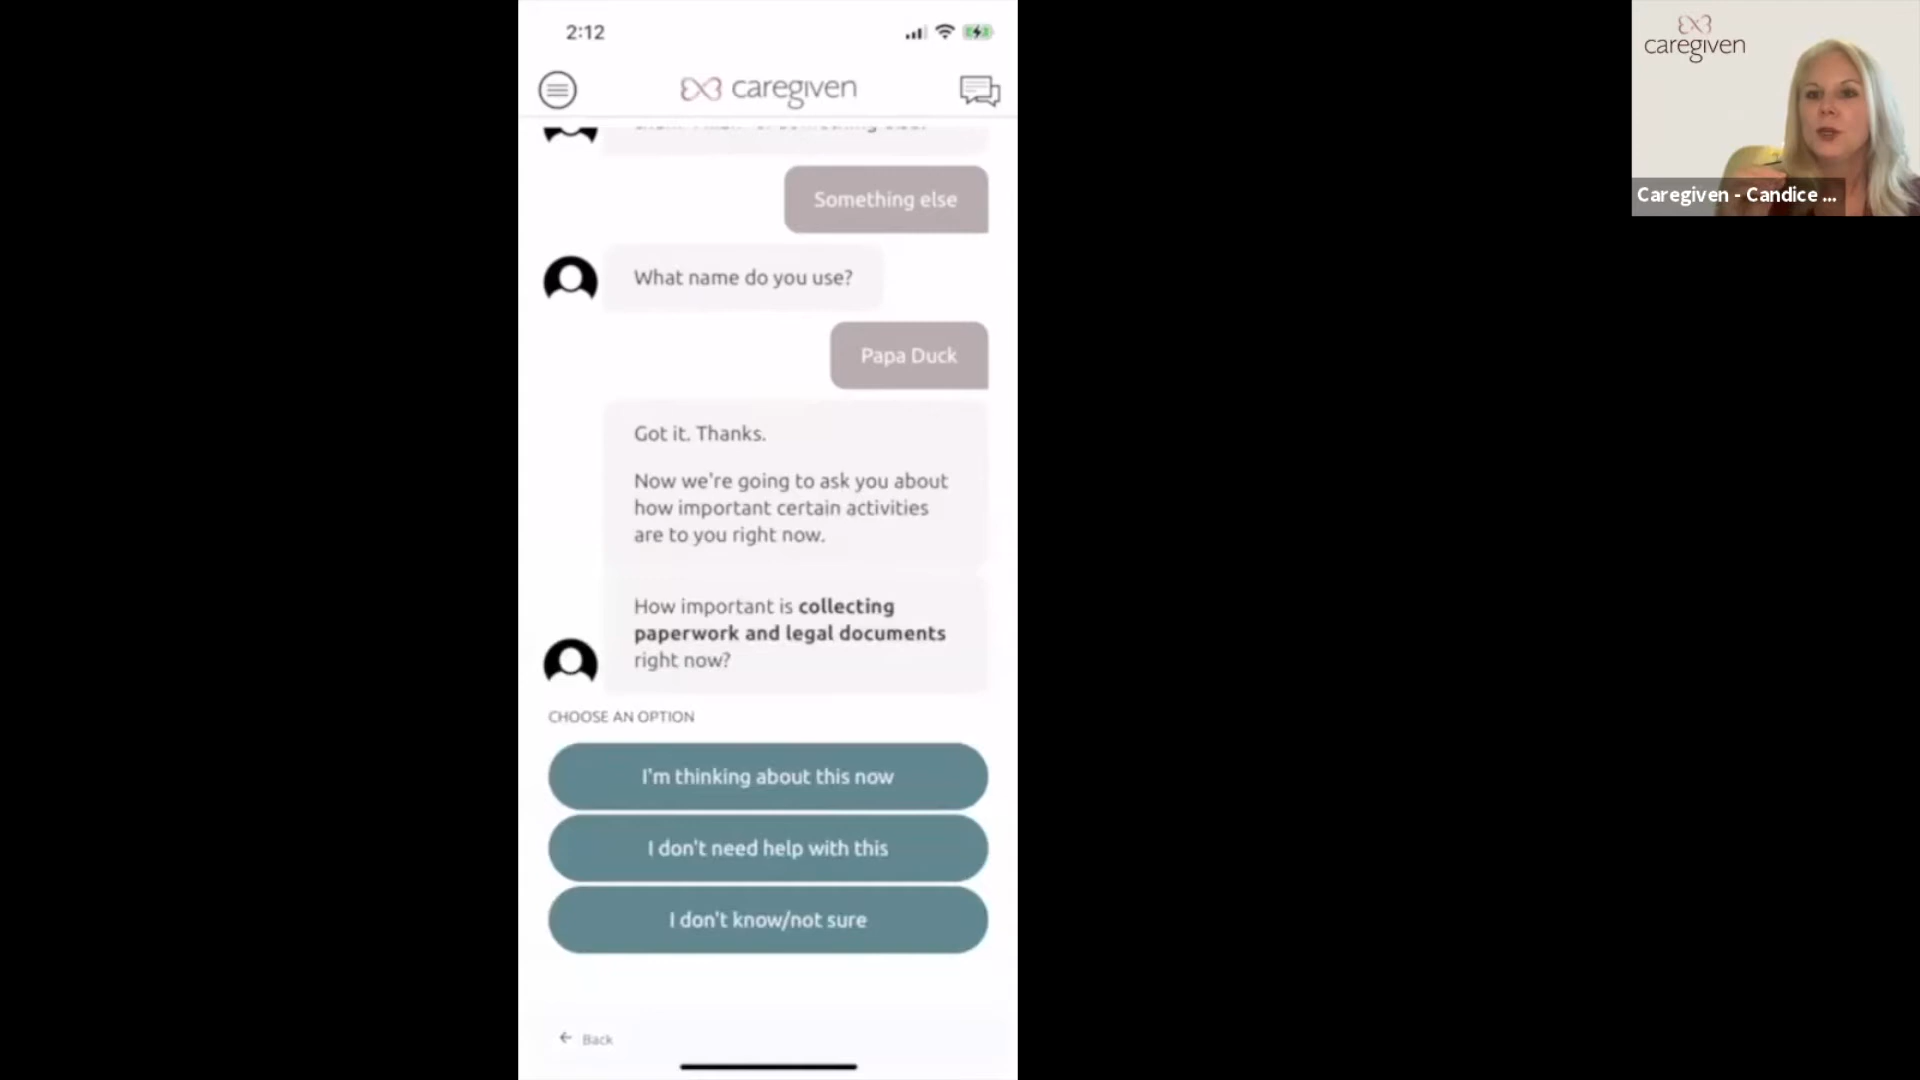 2:12
caregiven
Something else
What name do you use?
Papa Duck
Got it. Thanks.
Now we're going to ask you about
how important certain activities
are to you right now.
How important is collecting
paperwork and legal documents
right now?
CHOOSE AN OPTION
I'm thinking about this now
I don't need help with this
I don't know/not sure
← Back
caregiven
Caregiven - Candice ...